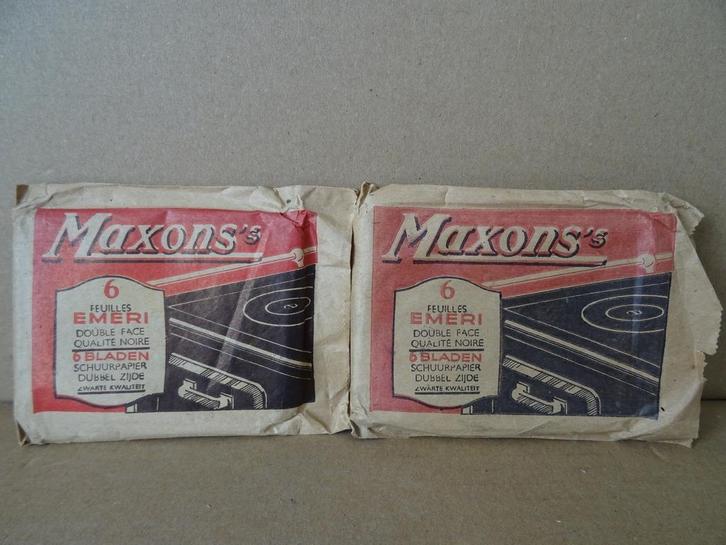 Maxons's
6
FEUILLES
EMERI
DOUBLE FACE
QUALITÉ NOIRE
6 BLADEN
SCHUURPAPIER
DUBBEL ZIJDE
ZWARTE KWALITEIT
Maxons's
6
FEUILLES
EMERI
DOUBLE FACE
QUALITÉ NOIRE
6 BLADEN
SCHUURPAPIER
DUBBEL ZIJDE
ZWARTE KWALITEIT